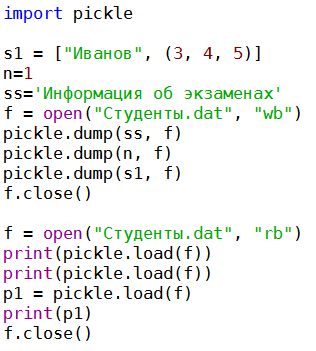 import pickle
s1 = ["Иванов", (3, 4, 5)]
n=1
ss='Информация об экзаменах'
f = open("Студенты.dat", "wb")
pickle.dump(ss, f)
pickle.dump(n, f)
pickle.dump(s1, f)
f.close()
f = open("Студенты.dat", "rb")
print(pickle.load(f))
print(pickle.load(f))
p1 = pickle.load(f)
print(p1)
f.close()